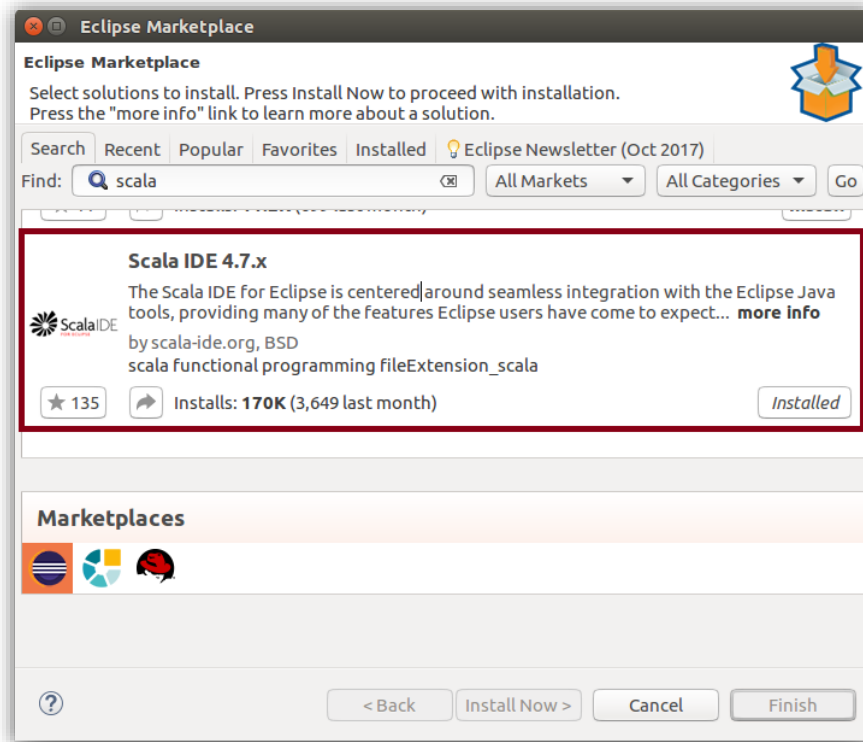 Eclipse Marketplace
Eclipse Marketplace
Select solutions to install. Press Install Now to proceed with installation.
Press the "more info" link to learn more about a solution.
Search Recent Popular Favorites Installed Eclipse Newsletter (Oct 2017)
Find: scala All Markets All Categories Go
Scala IDE 4.7.x
The Scala IDE for Eclipse is centered around seamless integration with the Eclipse Java
tools, providing many of the features Eclipse users have come to expect... more info
ScalaIDE
FOR ECLIPSE
by scala-ide.org, BSD
scala functional programming fileExtension_scala
135 Installs: 170K (3,649 last month) Installed
Marketplaces
? < Back Install Now > Cancel Finish